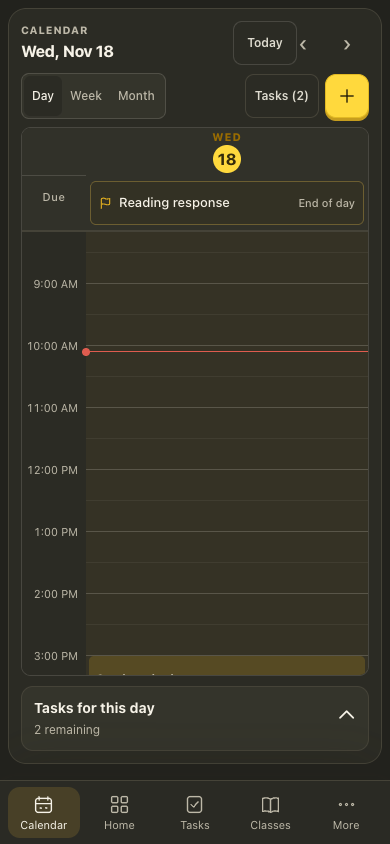 CALENDAR
Wed, Nov 18
Today
Day Week Month
Tasks (2)
WED
18
Due
Reading response
End of day
9:00 AM
10:00 AM
11:00 AM
12:00 PM
1:00 PM
2:00 PM
3:00 PM
Tasks for this day
2 remaining
Calendar Home Tasks Classes More